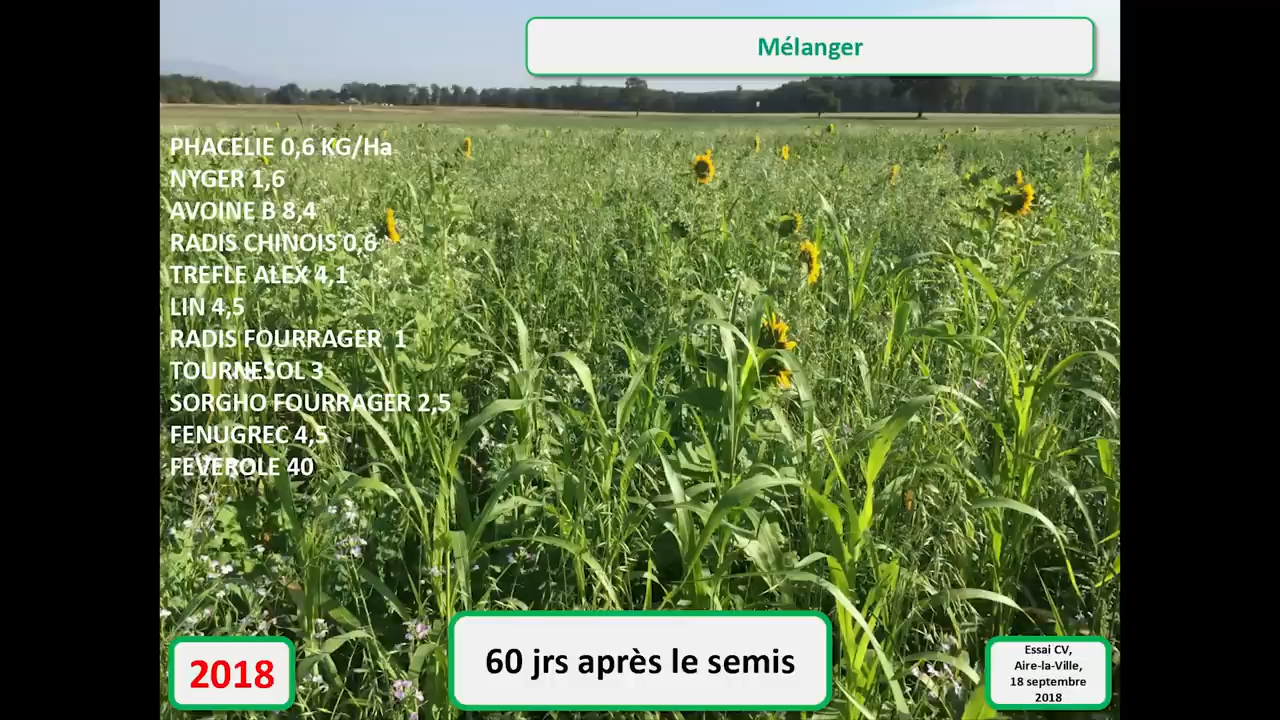 Mélanger
PHACELIE 0,6 KG/Ha
NYGER 1,6
AVOINE B 8,4
RADIS CHINOIS 0,6
TREFLE ALEX 4,1
LIN 4,5
RADIS FOURRAGER 1
TOURNESOL 3
SORGHO FOURRAGER 2,5
FENUGREC 4,5
FEVEROLE 40
2018
60 jrs après le semis
Essai CV,
Aire-la-Ville,
18 septembre
2018